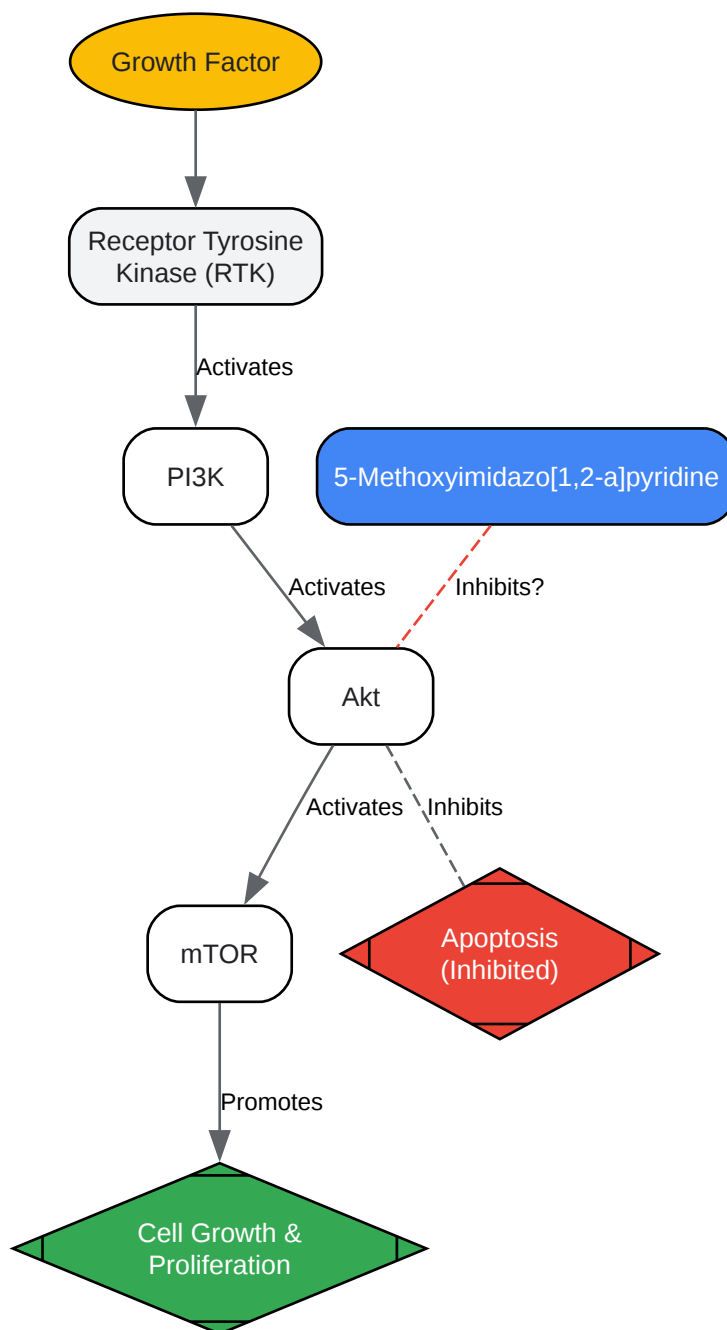 Growth Factor
Receptor Tyrosine
Kinase (RTK)
Activates
PI3K
5-Methoxyimidazo[1,2-a]pyridine
Activates
Inhibits?
Akt
Activates
Inhibits
mTOR
Apoptosis
(Inhibited)
Promotes
Cell Growth &
Proliferation